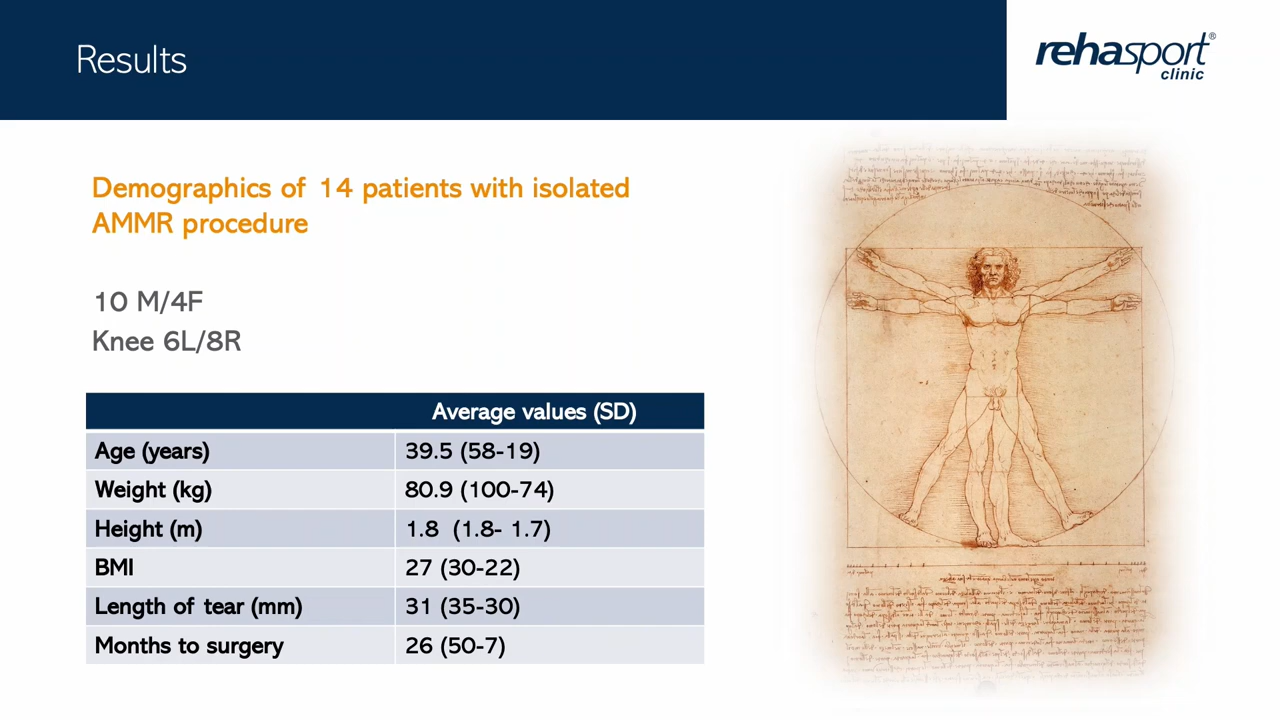 Results
rehasport®
clinic
Demographics of 14 patients with isolated
AMMR procedure
10 M/4F
Knee 6L/8R
Average values (SD)
Age (years) 39.5 (58-19)
Weight (kg) 80.9 (100-74)
Height (m) 1.8 (1.8- 1.7)
BMI 27 (30-22)
Length of tear (mm) 31 (35-30)
Months to surgery 26 (50-7)